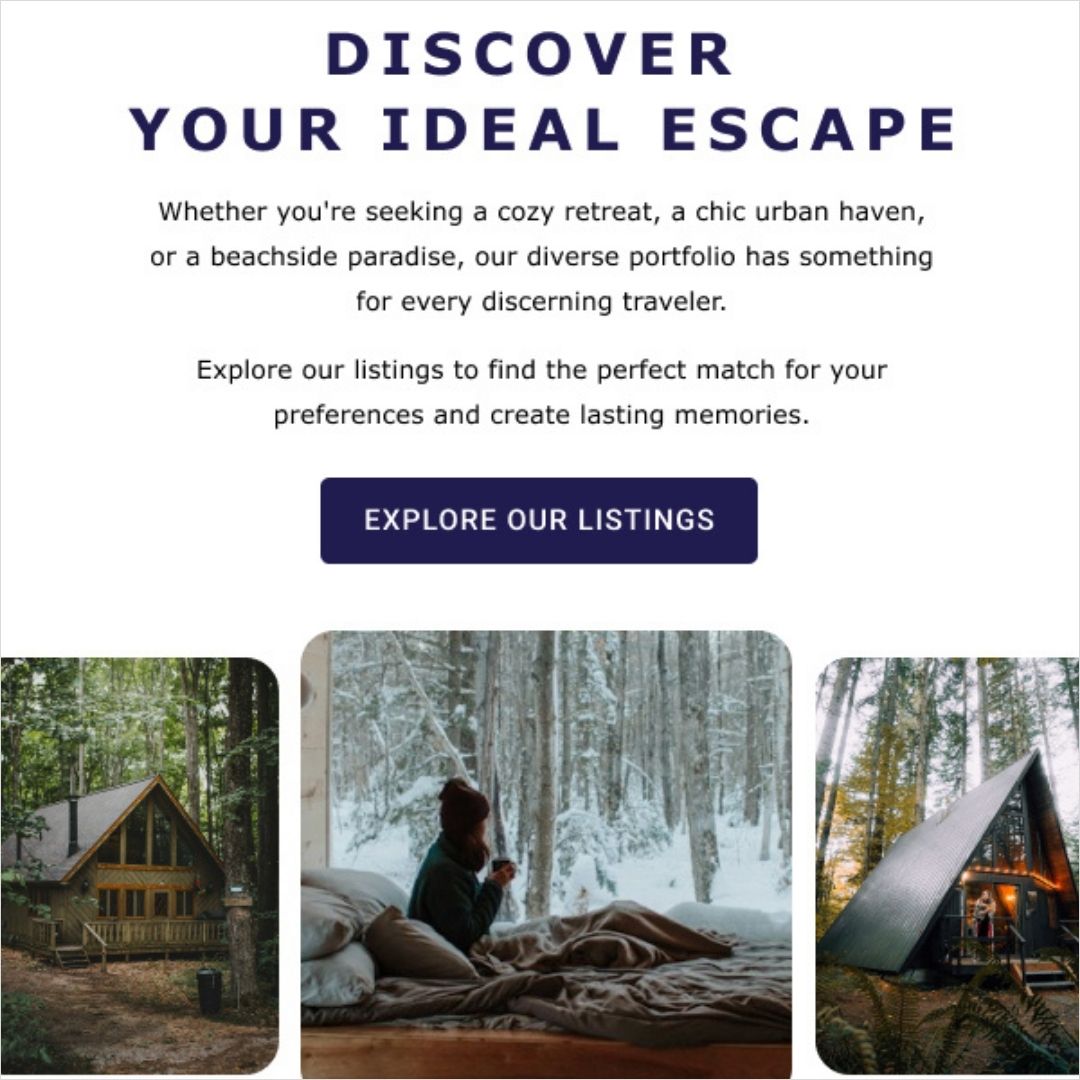 DISCOVER
YOUR IDEAL ESCAPE
Whether you're seeking a cozy retreat, a chic urban haven,
or a beachside paradise, our diverse portfolio has something
for every discerning traveler.
Explore our listings to find the perfect match for your
preferences and create lasting memories.
EXPLORE OUR LISTINGS